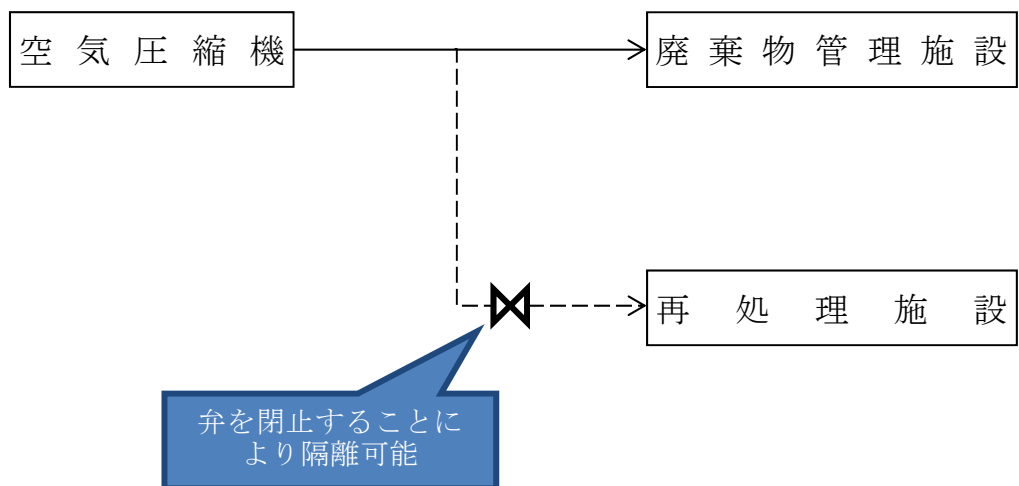 空気圧縮機
廃棄物管理施設
再処理施設
弁を閉止することに
より隔離可能